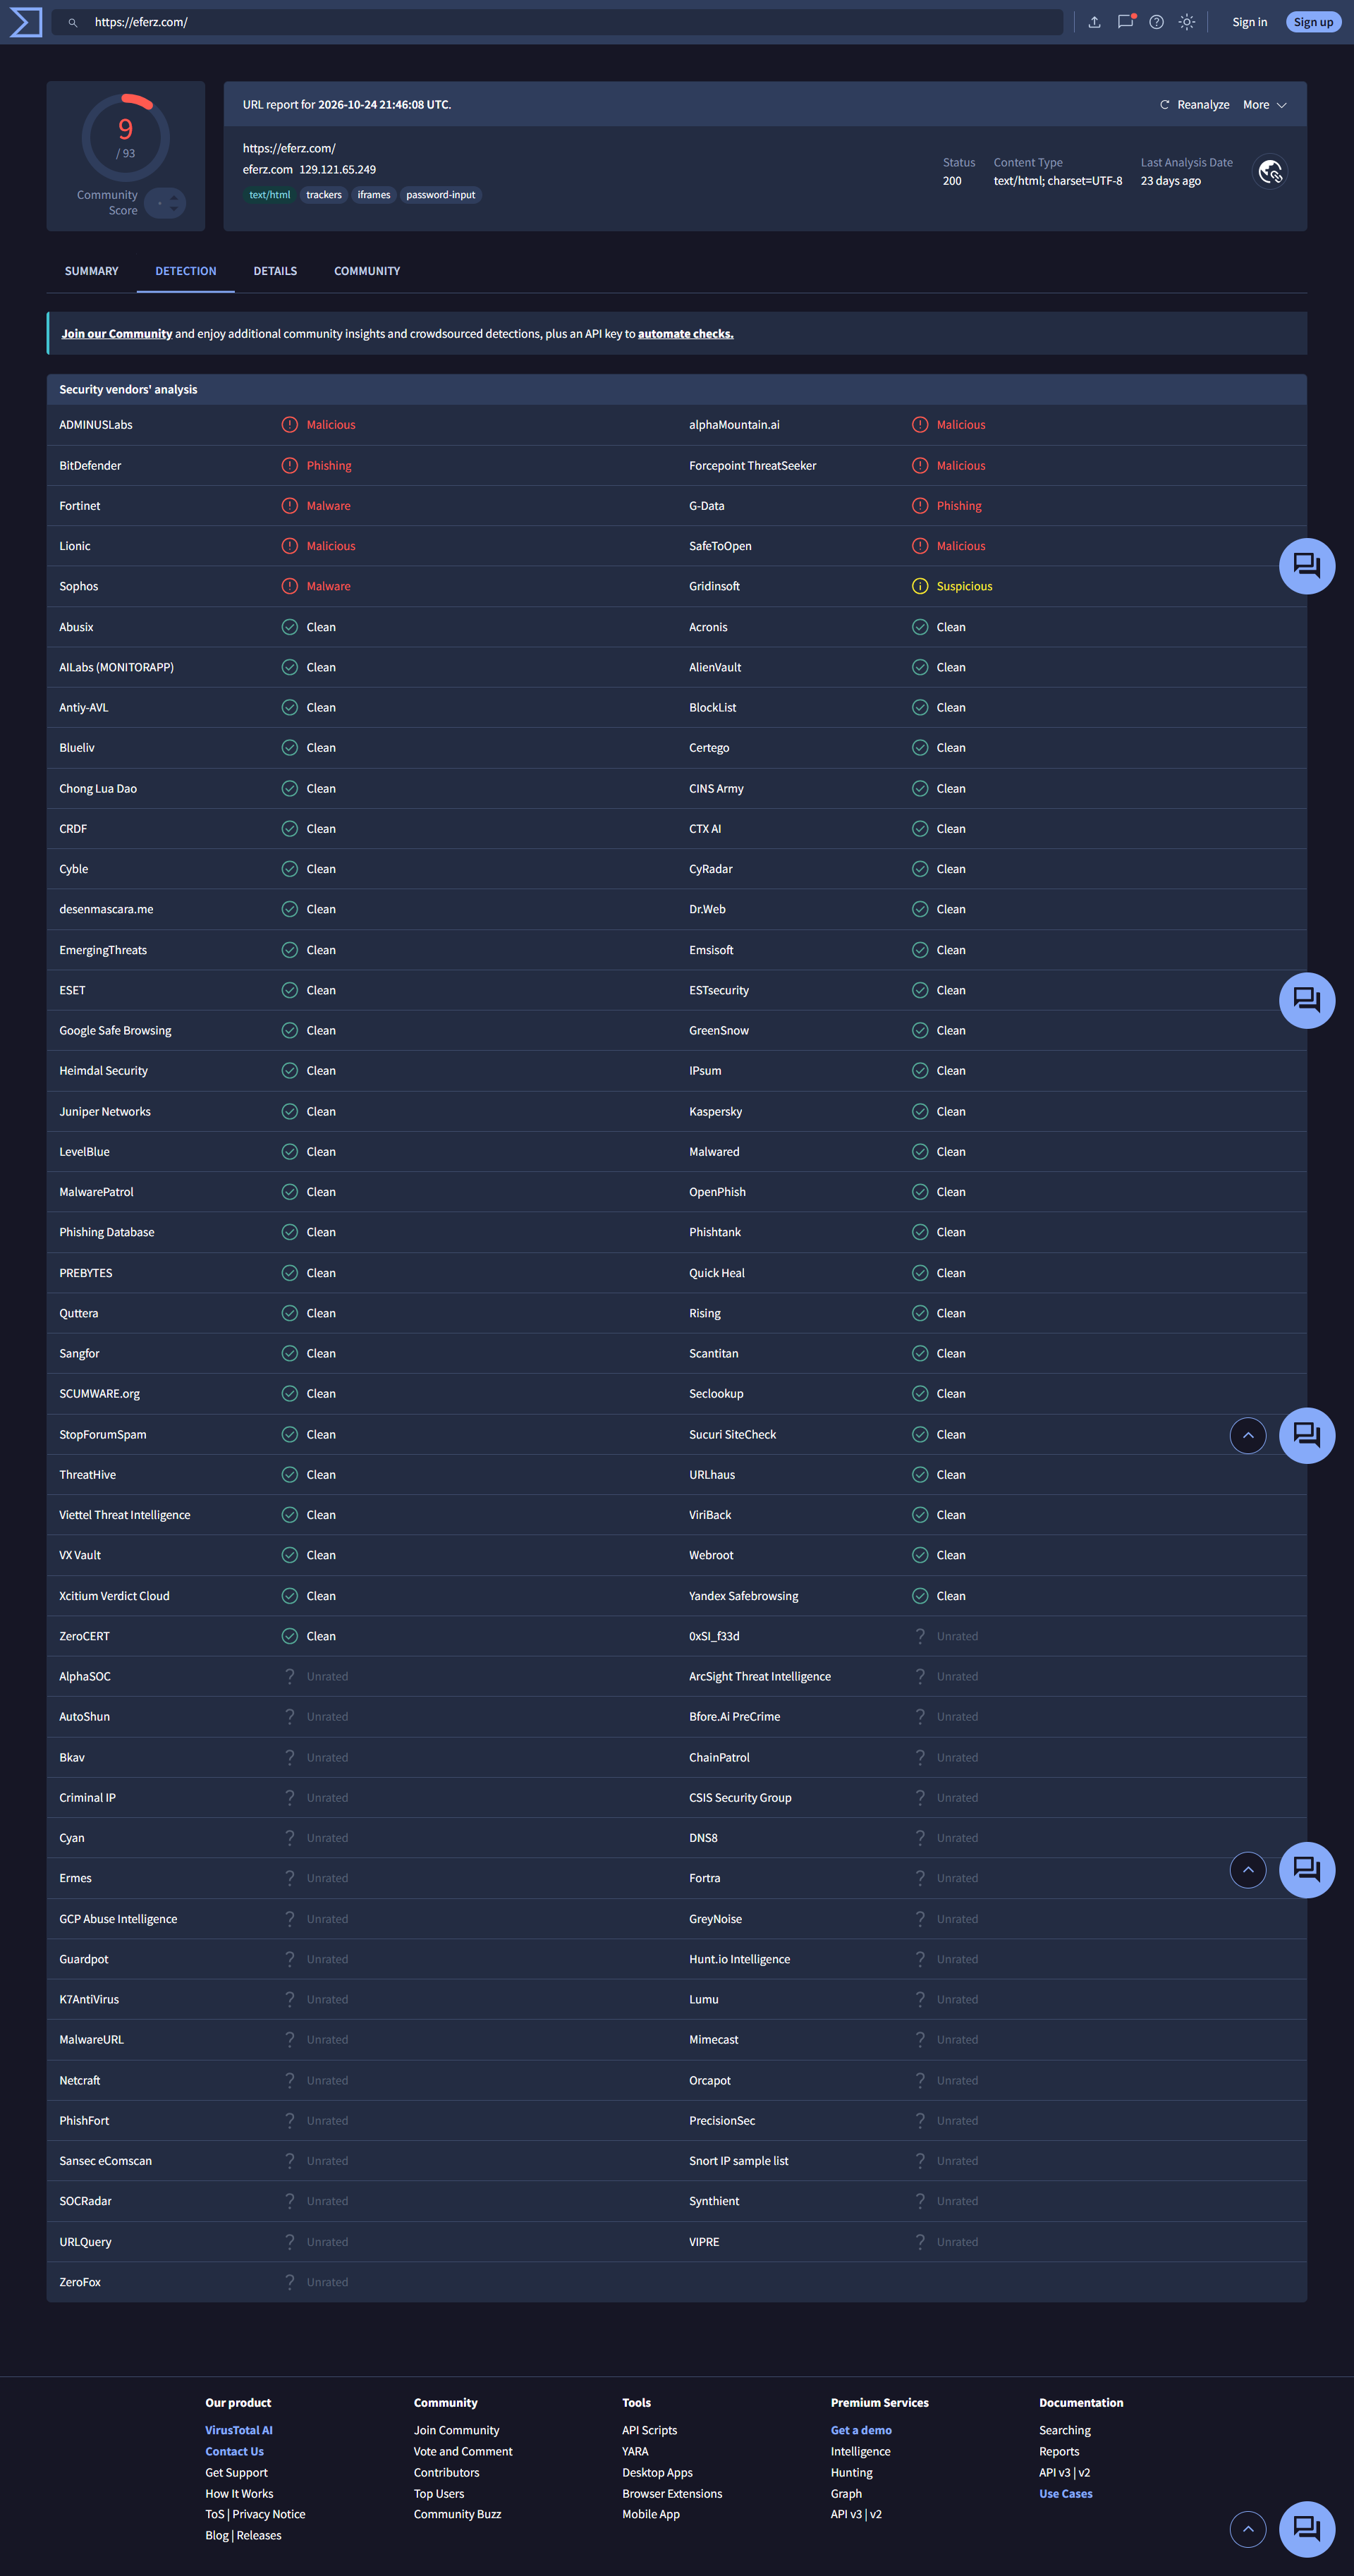 https://eferz.com/
Sign in
Sign up
9
/ 93
Community
Score
URL report for 2026-10-24 21:46:08 UTC.
Reanalyze
More
https://eferz.com/
eferz.com 129.121.65.249
text/html trackers iframes password-input
Status
200
Content Type
text/html; charset=UTF-8
Last Analysis Date
23 days ago
SUMMARY DETECTION DETAILS COMMUNITY
Join our Community and enjoy additional community insights and crowdsourced detections, plus an API key to automate checks.
Security vendors' analysis
ADMINUSLabs Malicious alphaMountain.ai Malicious
BitDefender Phishing Forcepoint ThreatSeeker Malicious
Fortinet Malware G-Data Phishing
Lionic Malicious SafeToOpen Malicious
Sophos Malware Gridinsoft Suspicious
Abusix Clean Acronis Clean
AILabs (MONITORAPP) Clean AlienVault Clean
Antiy-AVL Clean BlockList Clean
Blueliv Clean Certego Clean
Chong Lua Dao Clean CINS Army Clean
CRDF Clean CTX AI Clean
Cyble Clean CyRadar Clean
desenmascara.me Clean Dr.Web Clean
EmergingThreats Clean Emsisoft Clean
ESET Clean ESTsecurity Clean
Google Safe Browsing Clean GreenSnow Clean
Heimdal Security Clean IPsum Clean
Juniper Networks Clean Kaspersky Clean
LevelBlue Clean Malwared Clean
MalwarePatrol Clean OpenPhish Clean
Phishing Database Clean Phishtank Clean
PREBYTES Clean Quick Heal Clean
Quttera Clean Rising Clean
Sangfor Clean Scantitan Clean
SCUMWARE.org Clean Seclookup Clean
StopForumSpam Clean Sucuri SiteCheck Clean
ThreatHive Clean URLhaus Clean
Viettel Threat Intelligence Clean ViriBack Clean
VX Vault Clean Webroot Clean
Xcitium Verdict Cloud Clean Yandex Safebrowsing Clean
ZeroCERT Clean 0xSI_f33d Unrated
AlphaSOC Unrated ArcSight Threat Intelligence Unrated
AutoShun Unrated Bfore.Ai PreCrime Unrated
Bkav Unrated ChainPatrol Unrated
Criminal IP Unrated CSIS Security Group Unrated
Cyan Unrated DNS8 Unrated
Ermes Unrated Fortra Unrated
GCP Abuse Intelligence Unrated GreyNoise Unrated
Guardpot Unrated Hunt.io Intelligence Unrated
K7AntiVirus Unrated Lumu Unrated
MalwareURL Unrated Mimecast Unrated
Netcraft Unrated Orcapot Unrated
PhishFort Unrated PrecisionSec Unrated
Sansec eComscan Unrated Snort IP sample list Unrated
SOCRadar Unrated Synthient Unrated
URLQuery Unrated VIPRE Unrated
ZeroFox Unrated
Our product
VirusTotal AI
Contact Us
Get Support
How It Works
ToS | Privacy Notice
Blog | Releases
Community
Join Community
Vote and Comment
Contributors
Top Users
Community Buzz
Tools
API Scripts
YARA
Desktop Apps
Browser Extensions
Mobile App
Premium Services
Get a demo
Intelligence
Hunting
Graph
API v3 | v2
Documentation
Searching
Reports
API v3 | v2
Use Cases